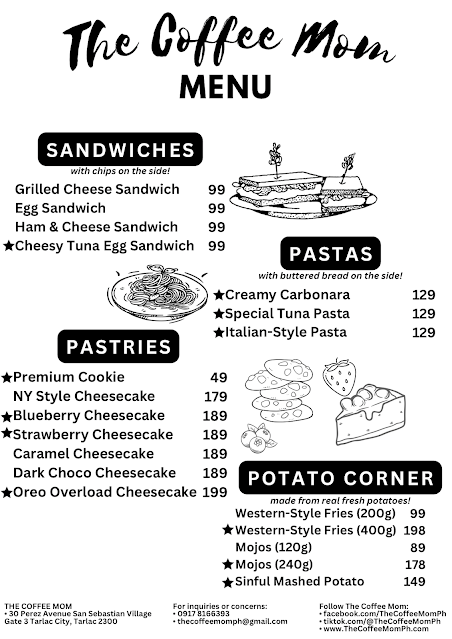 The Coffee Mom
MENU
SANDWICHES
with chips on the side!
Grilled Cheese Sandwich 99
Egg Sandwich 99
Ham & Cheese Sandwich 99
★Cheesy Tuna Egg Sandwich 99
PASTAS
with buttered bread on the side!
★Creamy Carbonara 129
★Special Tuna Pasta 129
★Italian-Style Pasta 129
PASTRIES
★Premium Cookie 49
NY Style Cheesecake 179
★Blueberry Cheesecake 189
★Strawberry Cheesecake 189
Caramel Cheesecake 189
Dark Choco Cheesecake 189
★Oreo Overload Cheesecake 199
POTATO CORNER
made from real fresh potatoes!
Western-Style Fries (200g) 99
★Western-Style Fries (400g) 198
Mojos (120g) 89
★Mojos (240g) 178
★Sinful Mashed Potato 149
THE COFFEE MOM
• 30 Perez Avenue San Sebastian Village
Gate 3 Tarlac City, Tarlac 2300
For inquiries or concerns:
• 0917 8166393
• thecoffeemomph@gmail.com
Follow The Coffee Mom:
• facebook.com/TheCoffeeMomPh
• tiktok.com/@TheCoffeeMomPh
• www.TheCoffeeMomPh.com